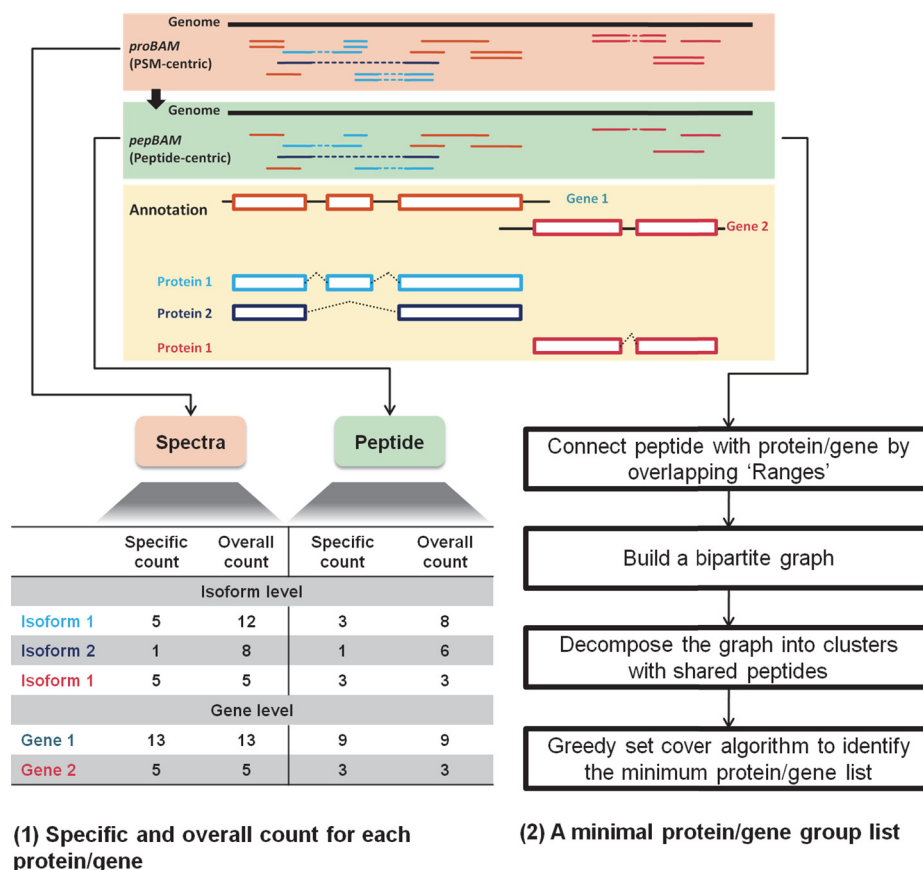 Genome
proBAM
(PSM-centric)
Genome
pepBAM
(Peptide-centric)
Annotation
Gene 1
Gene 2
Protein 1
Protein 2
Protein 1
Spectra
Peptide
Specific count Overall count Specific count Overall count
Isoform level
Isoform 1 5 12 3 8
Isoform 2 1 8 1 6
Isoform 1 5 5 3 3
Gene level
Gene 1 13 13 9 9
Gene 2 5 5 3 3
(1) Specific and overall count for each
protein/gene
Connect peptide with protein/gene by
overlapping ‘Ranges’
Build a bipartite graph
Decompose the graph into clusters
with shared peptides
Greedy set cover algorithm to identify
the minimum protein/gene list
(2) A minimal protein/gene group list